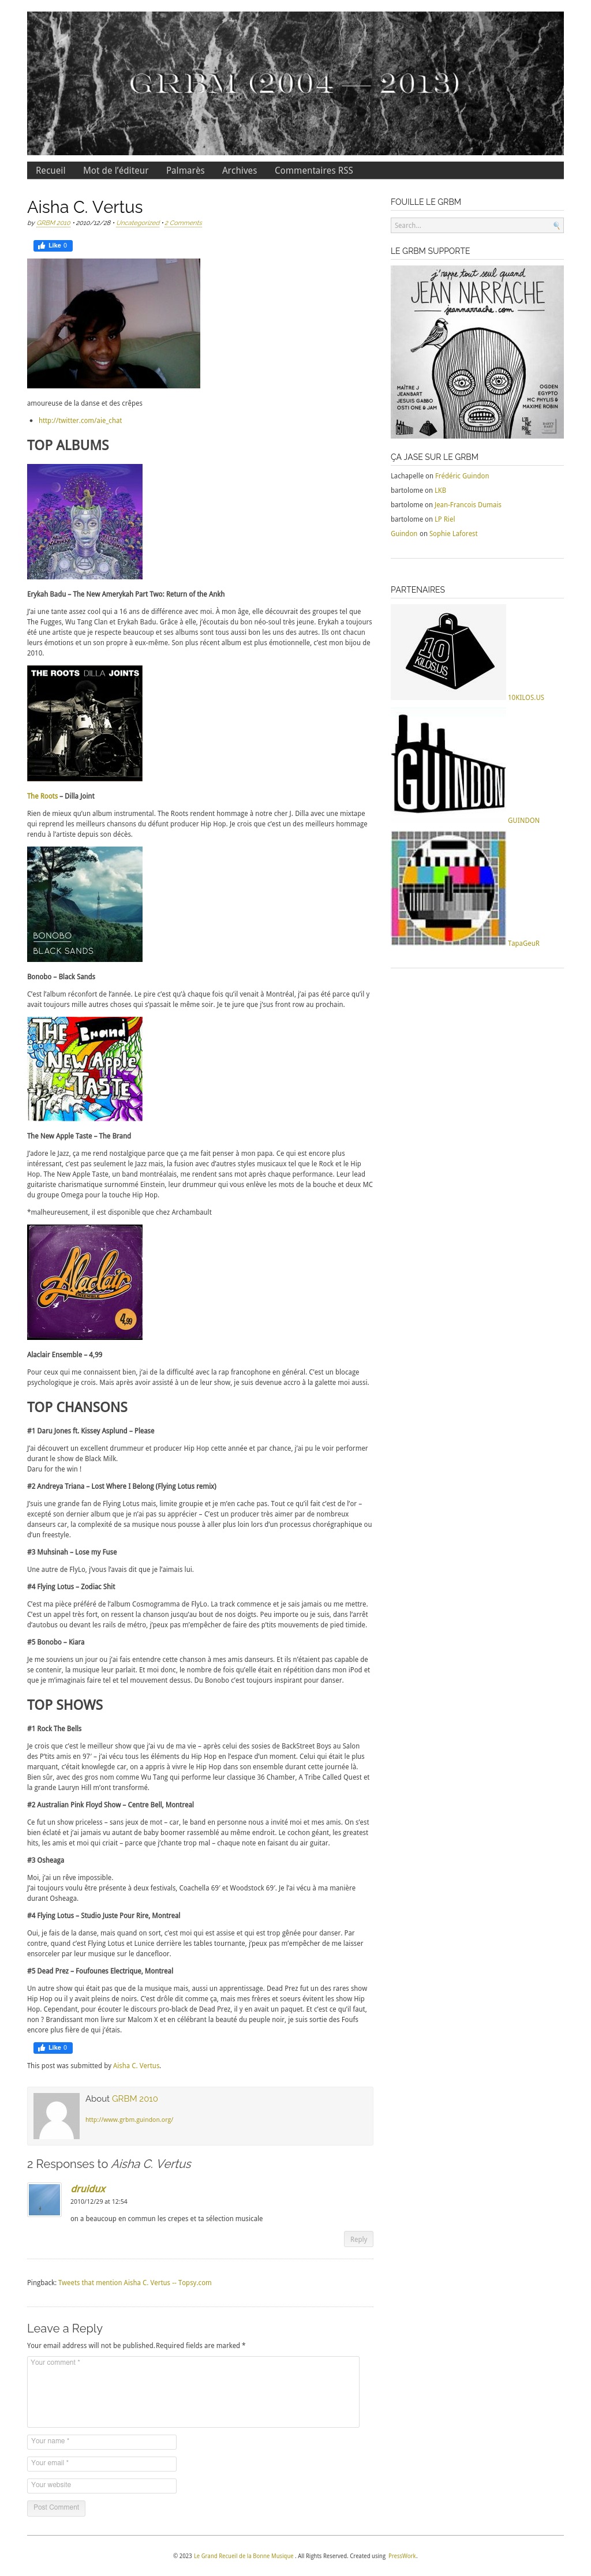 GRBM (2004 — 2013)
Recueil Mot de l'éditeur Palmarès Archives Commentaires RSS
Aisha C. Vertus
by GRBM 2010 • 2010/12/28 • Uncategorized • 2 Comments
Like 0
amoureuse de la danse et des crêpes
• http://twitter.com/aie_chat
TOP ALBUMS
Erykah Badu – The New Amerykah Part Two: Return of the Ankh
J'ai une tante assez cool qui a 16 ans de différence avec moi. À mon âge, elle découvrait des groupes tel que
The Fugges, Wu Tang Clan et Erykah Badu. Grâce à elle, j'écoutais du bon néo-soul très jeune. Erykah a toujours
été une artiste que je respecte beaucoup et ses albums sont tous aussi bon les uns des autres. Ils ont chacun
leurs émotions et un son propre à eux-même. Son plus récent album est plus émotionnelle, c'est mon bijou de
2010.
THE ROOTS DILLA JOINTS
The Roots – Dilla Joint
Rien de mieux qu'un album instrumental. The Roots rendent hommage à notre cher J. Dilla avec une mixtape
qui reprend les meilleurs chansons du défunt producer Hip Hop. Je crois que c'est un des meilleurs hommage
rendu à l'artiste depuis son décès.
BONOBO
BLACK SANDS
Bonobo – Black Sands
C'est l'album réconfort de l'année. Le pire c'est qu'à chaque fois qu'il venait à Montréal, j'ai pas été parce qu'il y
avait toujours mille autres choses qui s'passait le même soir. Je te jure que j'sus front row au prochain.
THE Brand
NEW Apple
TASTE
The New Apple Taste – The Brand
J'adore le Jazz, ça me rend nostalgique parce que ça me fait penser à mon papa. Ce qui est encore plus
intéressant, c'est pas seulement le Jazz mais, la fusion avec d'autres styles musicaux tel que le Rock et le Hip
Hop. The New Apple Taste, un band montréalais, me rendent sans mot après chaque performance. Leur lead
guitariste charismatique surnommé Einstein, leur drummeur qui vous enlève les mots de la bouche et deux MC
du groupe Omega pour la touche Hip Hop.
*malheureusement, il est disponible que chez Archambault
Alaclair
4,99
Alaclair Ensemble – 4,99
Pour ceux qui me connaissent bien, j'ai de la difficulté avec la rap francophone en général. C'est un blocage
psychologique je crois. Mais après avoir assisté à un de leur show, je suis devenue accro à la galette moi aussi.
TOP CHANSONS
#1 Daru Jones ft. Kissey Asplund – Please
J'ai découvert un excellent drummeur et producer Hip Hop cette année et par chance, j'ai pu le voir performer
durant le show de Black Milk.
Daru for the win !
#2 Andreya Triana – Lost Where I Belong (Flying Lotus remix)
J'suis une grande fan de Flying Lotus mais, limite groupie et je m'en cache pas. Tout ce qu'il fait c'est de l'or –
excepté son dernier album que je n'ai pas su apprécier – C'est un producer très aimer par de nombreux
danseurs car, la complexité de sa musique nous pousse à aller plus loin lors d'un processus chorégraphique ou
d'un freestyle.
#3 Muhsinah – Lose my Fuse
Une autre de FlyLo, j'vous l'avais dit que je l'aimais lui.
#4 Flying Lotus – Zodiac Shit
C'est ma pièce préféré de l'album Cosmograma de FlyLo. La track commence et je sais jamais ou me mettre.
C'est un appel très fort, on ressent la chanson jusqu'au bout de nos doigts. Peu importe ou je suis, dans l'arrêt
d'autobus ou devant les rails de métro, j'peux pas m'empêcher de faire des p'tits mouvements de pied timide.
#5 Bonobo – Kiara
Je me souviens un jour ou j'ai fais entendre cette chanson à mes amis danseurs. Et ils n'étaient pas capable de
se contenir, la musique leur parlait. Et moi donc, le nombre de fois qu'elle était en répétition dans mon iPod et
que je m'imaginais faire tel et tel mouvement dessus. Du Bonobo c'est toujours inspirant pour danser.
TOP SHOWS
#1 Rock The Bells
Je crois que c'est le meilleur show que j'ai vu de ma vie – après celui des sosies de BackStreet Boys au Salon
des P'tits amis en 97′ – j'ai vécu tous les éléments du Hip Hop en l'espace d'un moment. Celui qui était le plus
marquant, c'était knowlegde car, on a appris à vivre le Hip Hop dans son ensemble durant cette journée là.
Bien sûr, avec des gros nom comme Wu Tang qui performe leur classique 36 Chamber, A Tribe Called Quest et
la grande Lauryn Hill m'ont transformé.
#2 Australian Pink Floyd Show – Centre Bell, Montreal
Ce fut un show priceless – sans jeux de mot – car, le band en personne nous a invité moi et mes amis. On s'est
bien éclaté et j'ai jamais vu autant de baby boomer rassemblé au même endroit. Le cochon géant, les greatest
hits, les amis et moi qui criait – parce que j'chante trop mal – chaque note en faisant du air guitar.
#3 Osheaga
Moi, j'ai un rêve impossible.
J'ai toujours voulu être présente à deux festivals, Coachella 69′ et Woodstock 69′. Je l'ai vécu à ma manière
durant Osheaga.
#4 Flying Lotus – Studio Juste Pour Rire, Montreal
Oui, je fais de la danse, mais quand on sort, c'est moi qui est assise et qui est trop gênée pour danser. Par
contre, quand c'est Flying Lotus et Lunice derrière les tables tournante, j'peux pas m'empêcher de me laisser
ensorceler par leur musique sur le dancefloor.
#5 Dead Prez – Foufounes Electrique, Montreal
Un autre show qui était pas que de la musique mais, aussi un apprentissage. Dead Prez fut un des rares show
Hip Hop ou il y avait pleins de noirs. C'est drôle dit comme ça, mais mes frères et soeurs évitent les show Hip
Hop. Cependant, pour écouter le discours pro-black de Dead Prez, il y en avait un paquet. Et c'est ce qu'il faut,
non ? Brandissant mon livre sur Malcolm X et en célébrant la beauté du peuple noir, je suis sortie des Foufs
encore plus fière de qui j'étais.
Like 0
This post was submitted by Aisha C. Vertus.
About GRBM 2010
http://www.grbm.guindon.org/
2 Responses to Aisha C. Vertus
druidux
2010/12/29 at 12:54
on a beaucoup en commun les crepes et ta sélection musicale
Reply
Pingback: Tweets that mention Aisha C. Vertus -- Topsy.com
Leave a Reply
Your email address will not be published.Required fields are marked *
Your comment *
Your name *
Your email *
Your website
Post Comment
FOUILLE LE GRBM
Search...
LE GRBM SUPPORTE
j'rappe tout seul quand
JEAN NARRACHE
jeannarrache.com
MAÎTRE J
JEANBART
JESUIS GABBO
OSTI ONE & JAM
OGDEN
EGYPTO
MC PHYLIS &
MAXIME ROBIN
ÇA JASE SUR LE GRBM
Lachapelle on Frédéric Guindon
bartolome on LKB
bartolome on Jean-Francois Dumais
bartolome on LP Riel
Guindon on Sophie Laforest
PARTENAIRES
10
KILOS.US
10KILOS.US
GUINDON
GUINDON
TapaGeuR
© 2023 Le Grand Recueil de la Bonne Musique . All Rights Reserved. Created using PressWork.